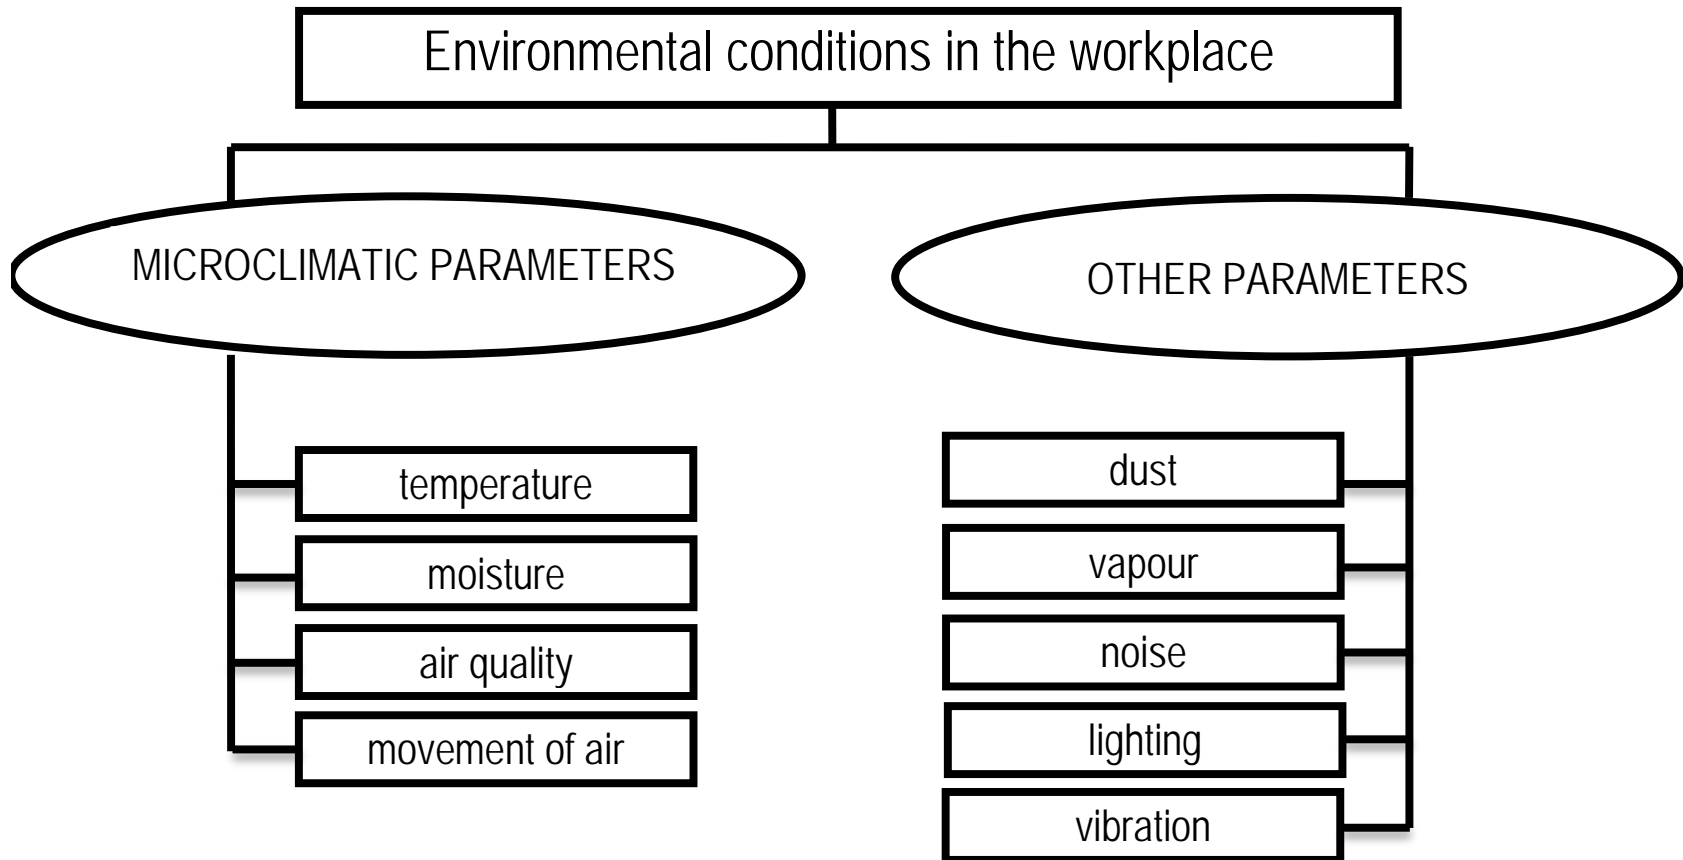 Environmental conditions in the workplace
MICROCLIMATIC PARAMETERS
OTHER PARAMETERS
temperature
moisture
air quality
movement of air
dust
vapour
noise
lighting
vibration